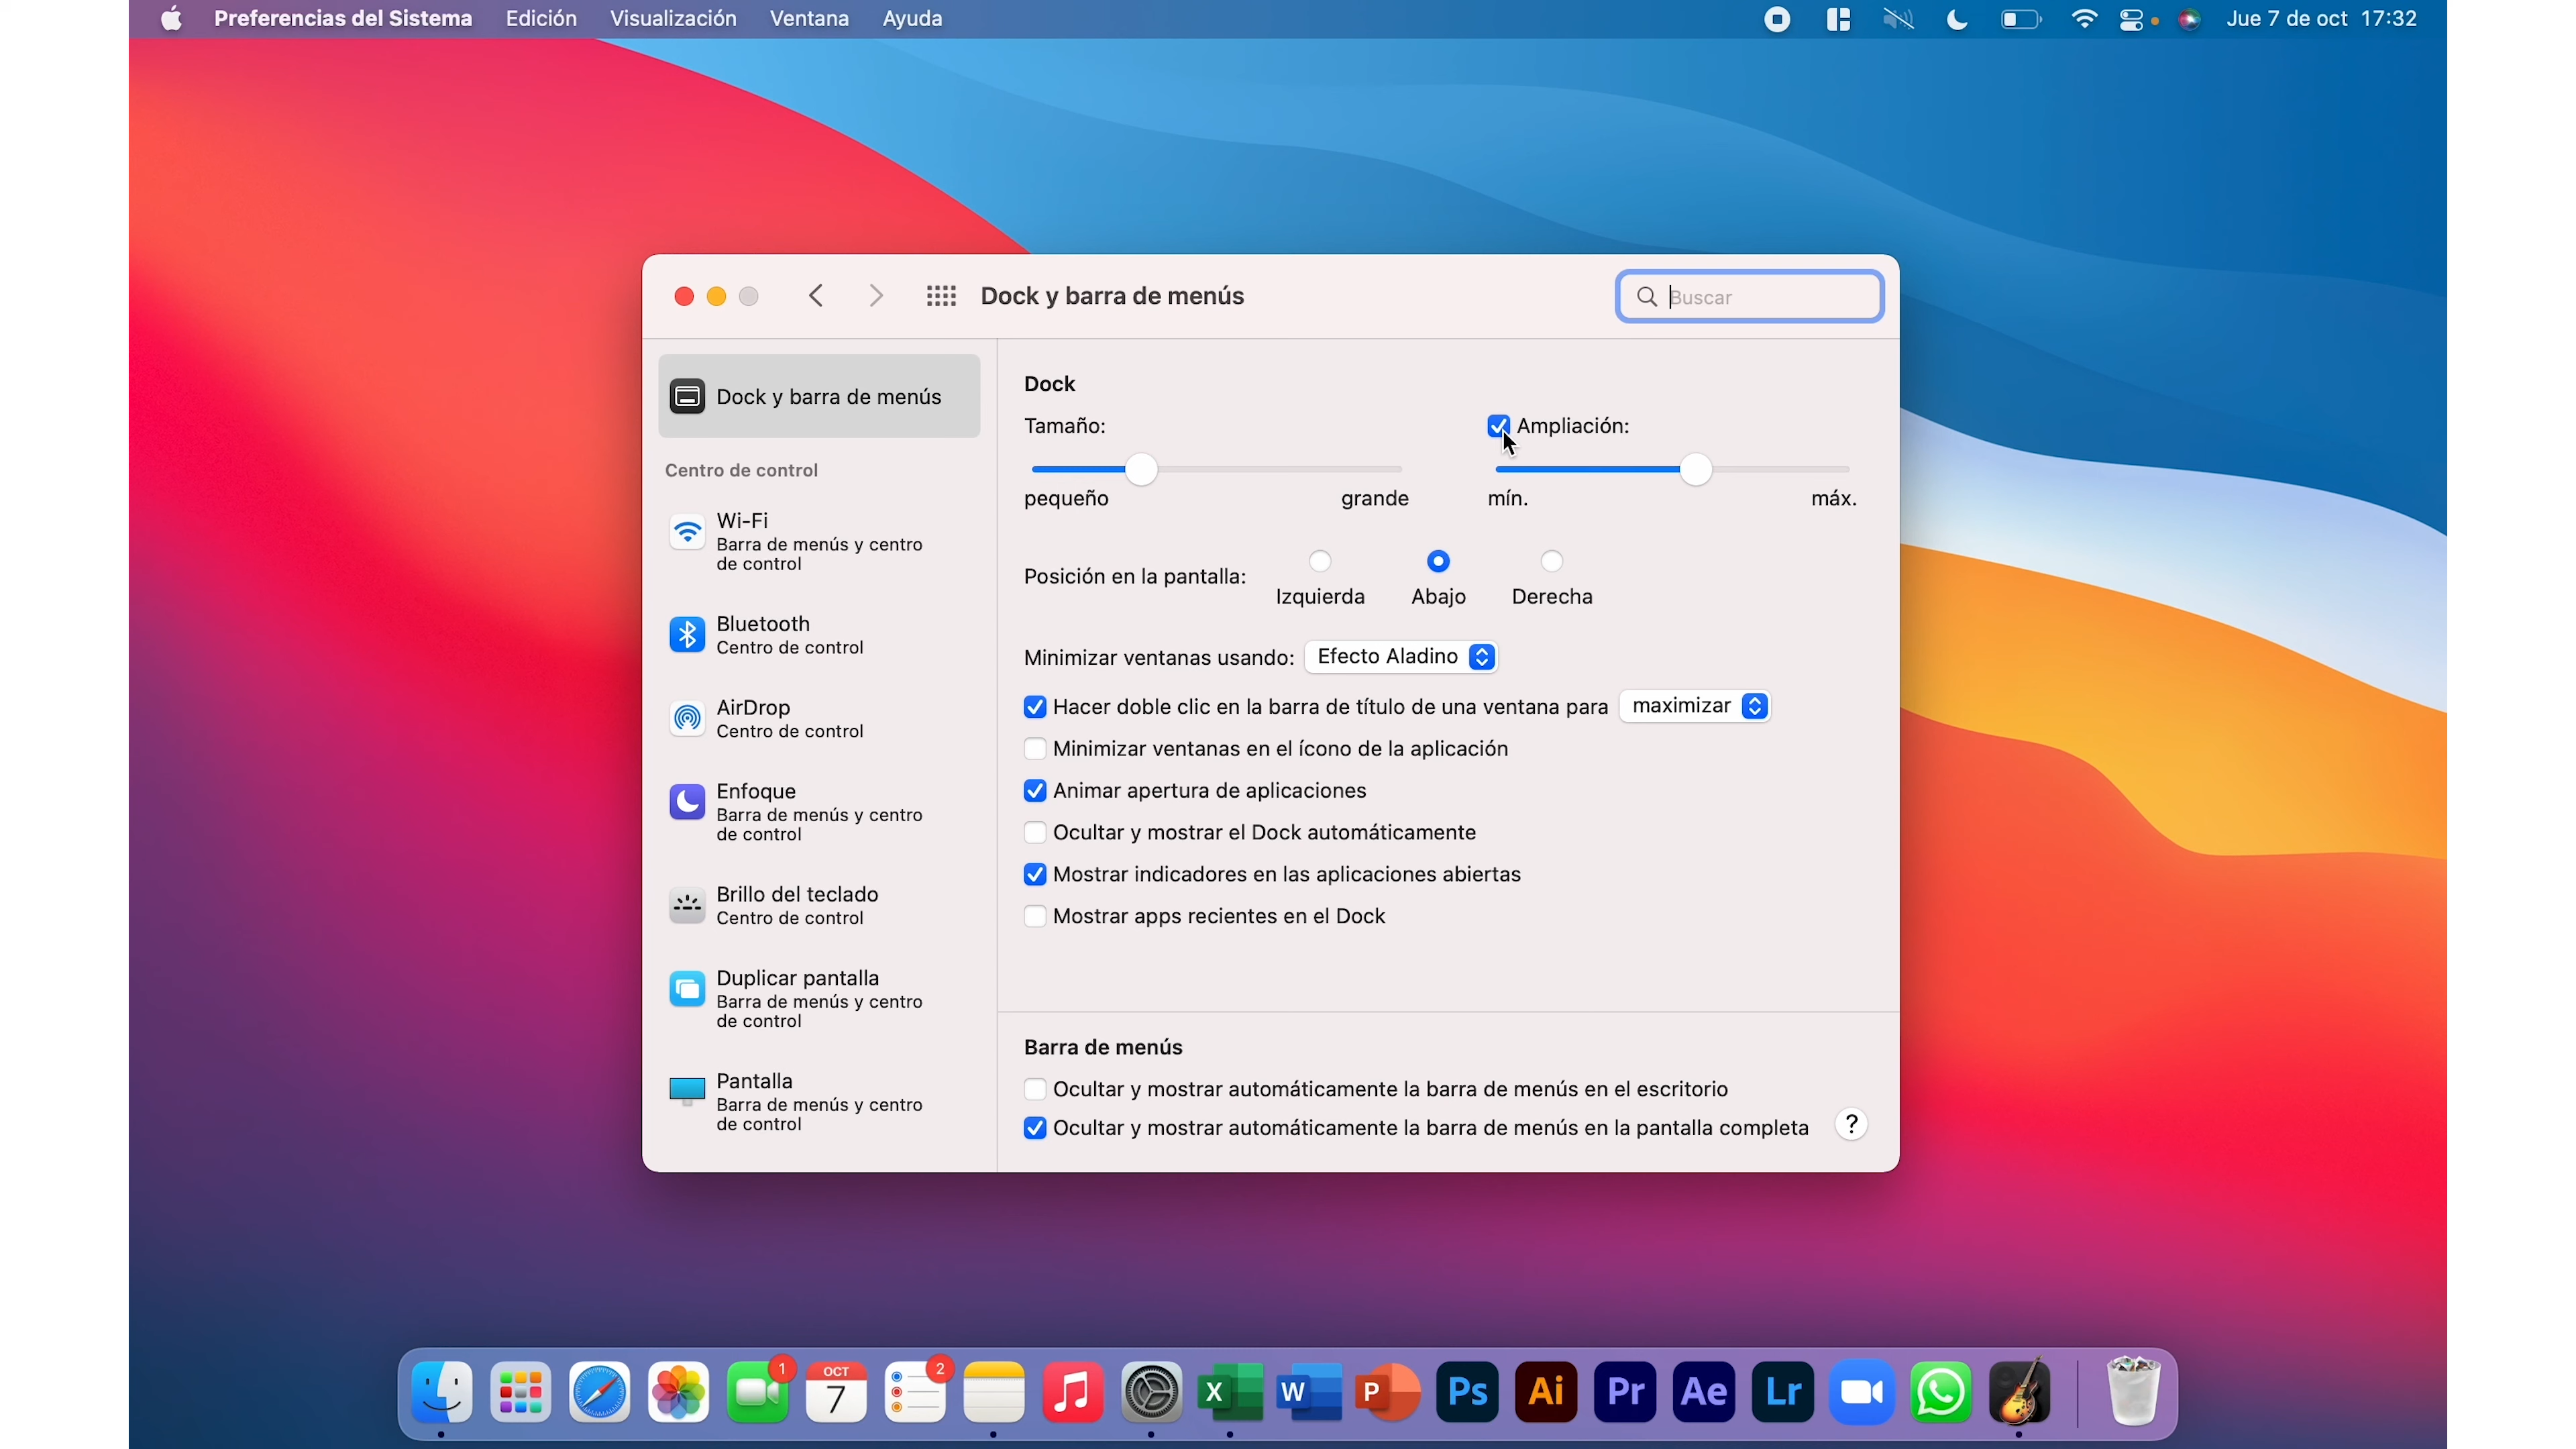 Preferencias del Sistema Edición Visualización Ventana Ayuda Jue 7 de oct 17:32
Dock y barra de menús
Buscar
Dock y barra de menús
Centro de control
Wi-Fi
Barra de menús y centro
de control
Bluetooth
Centro de control
AirDrop
Centro de control
Enfoque
Barra de menús y centro
de control
Brillo del teclado
Centro de control
Duplicar pantalla
Barra de menús y centro
de control
Pantalla
Barra de menús y centro
de control
Dock
Tamaño: Ampliación:
pequeño grande mín. máx.
Posición en la pantalla:
Izquierda Abajo Derecha
Minimizar ventanas usando: Efecto Aladino
Hacer doble clic en la barra de título de una ventana para maximizar
Minimizar ventanas en el ícono de la aplicación
Animar apertura de aplicaciones
Ocultar y mostrar el Dock automáticamente
Mostrar indicadores en las aplicaciones abiertas
Mostrar apps recientes en el Dock
Barra de menús
Ocultar y mostrar automáticamente la barra de menús en el escritorio
Ocultar y mostrar automáticamente la barra de menús en la pantalla completa ?
1 OCT 2
7 X W P Ps Ai Pr Ae Lr